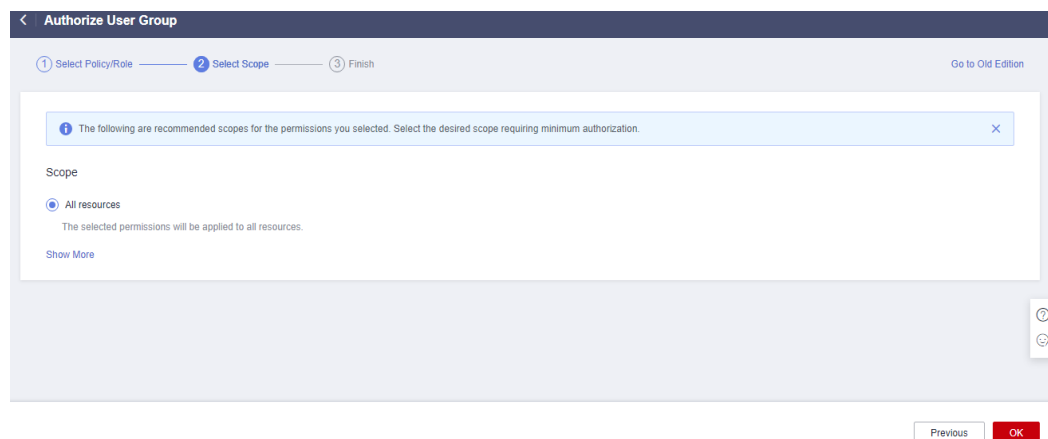 Authorize User Group
1 Select Policy/Role 2 Select Scope 3 Finish Go to Old Edition
The following are recommended scopes for the permissions you selected. Select the desired scope requiring minimum authorization.
Scope
All resources
The selected permissions will be applied to all resources.
Show More
Previous OK